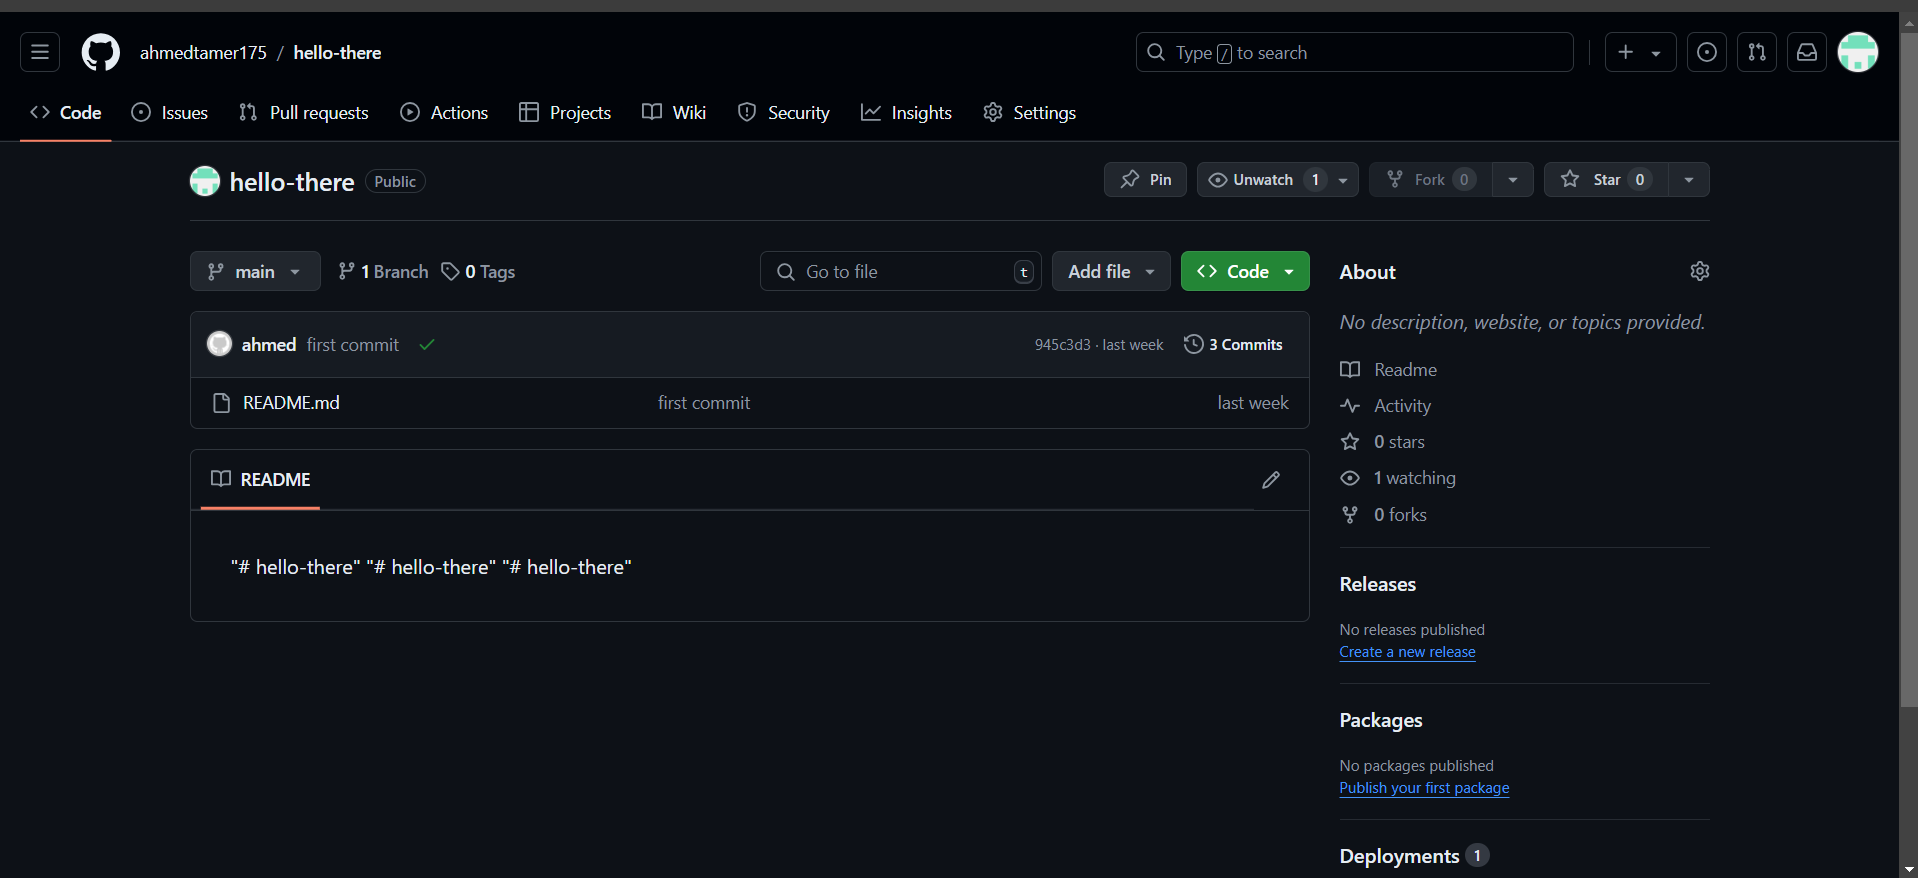 ahmedtamer175 / hello-there
Type / to search
Code Issues Pull requests Actions Projects Wiki Security Insights Settings
hello-there Public
Pin Unwatch 1 Fork 0 Star 0
main 1 Branch 0 Tags
Go to file t Add file Code
ahmed first commit 945c3d3 · last week 3 Commits
README.md first commit last week
README
"# hello-there" "# hello-there" "# hello-there"
About
No description, website, or topics provided.
Readme
Activity
0 stars
1 watching
0 forks
Releases
No releases published
Create a new release
Packages
No packages published
Publish your first package
Deployments 1